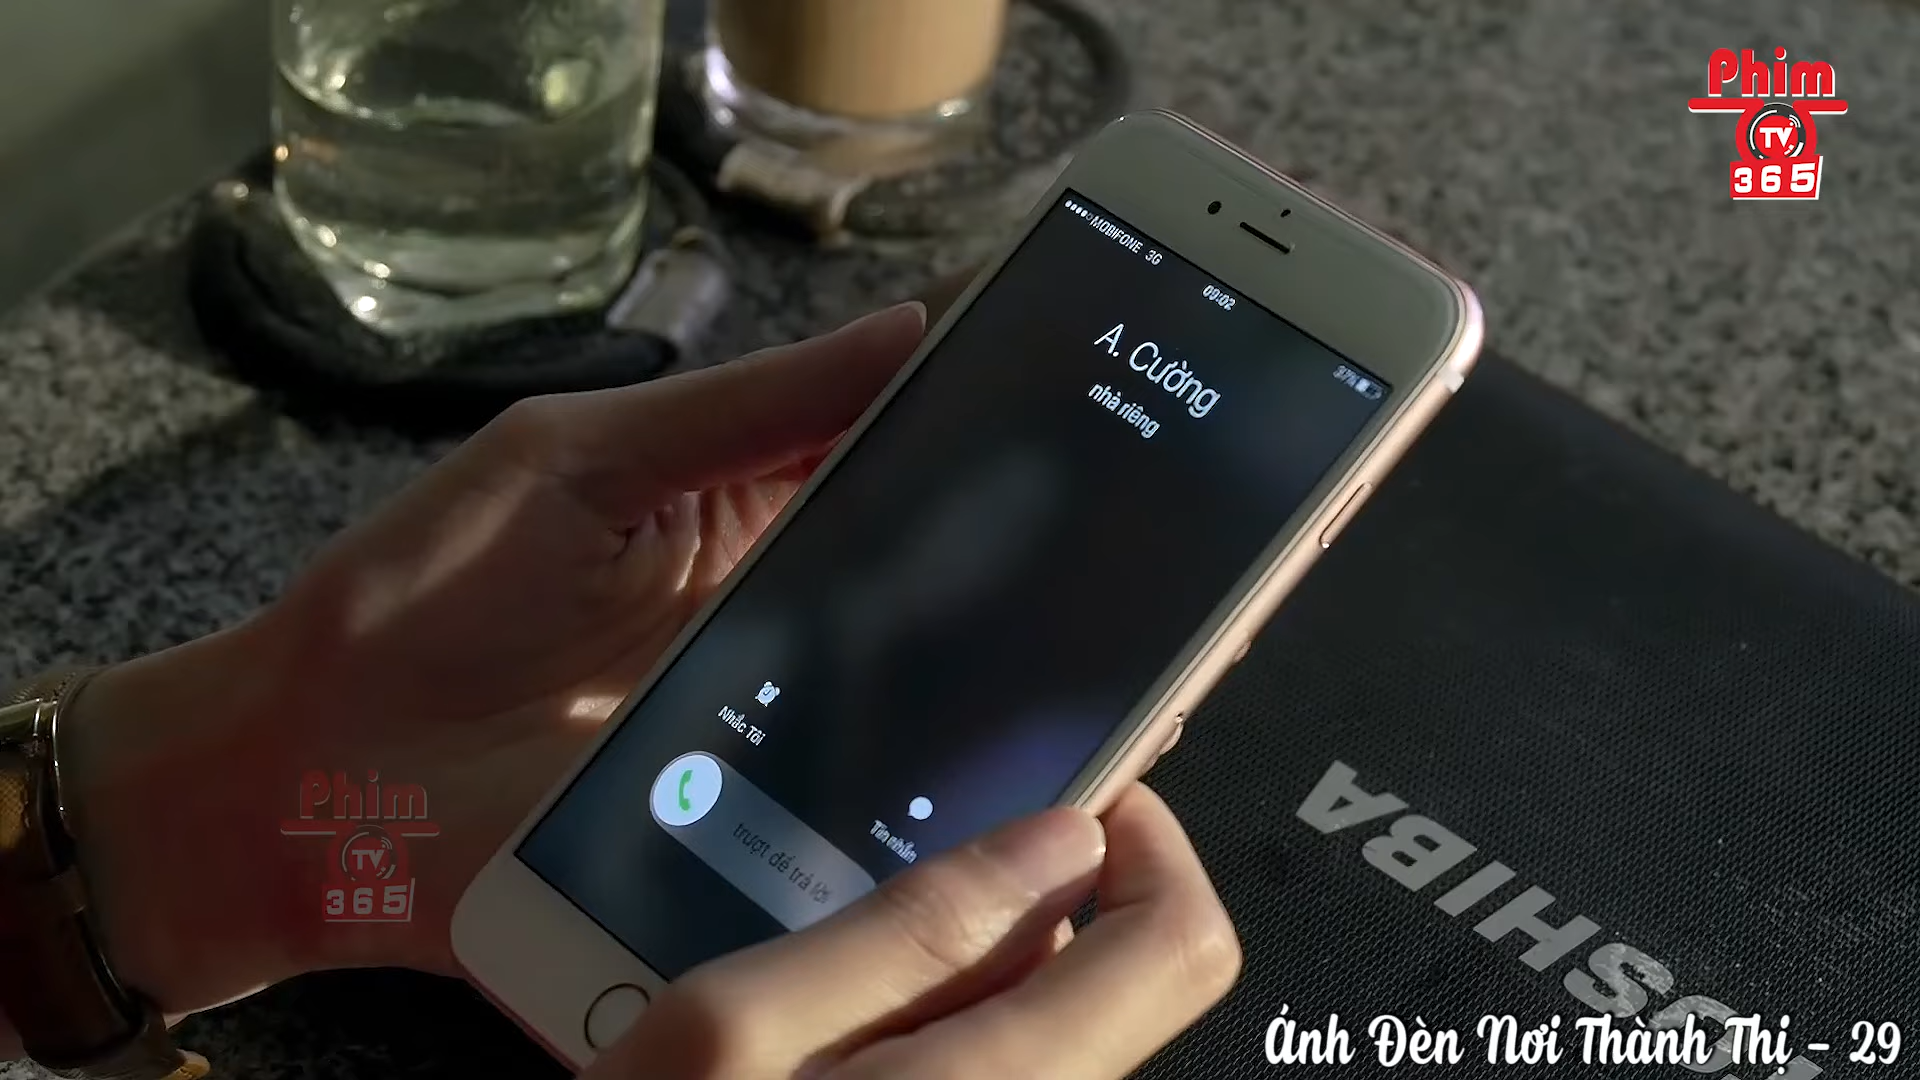 Phim
TV
365
MOBIFONE 3G
09:02
37%
A. Cường
nhà riêng
Nhắc Tôi
Tin nhắn
trượt để trả lời
Phim
TV
365
TOSHIBA
Ánh Đèn Nơi Thành Thị - 29